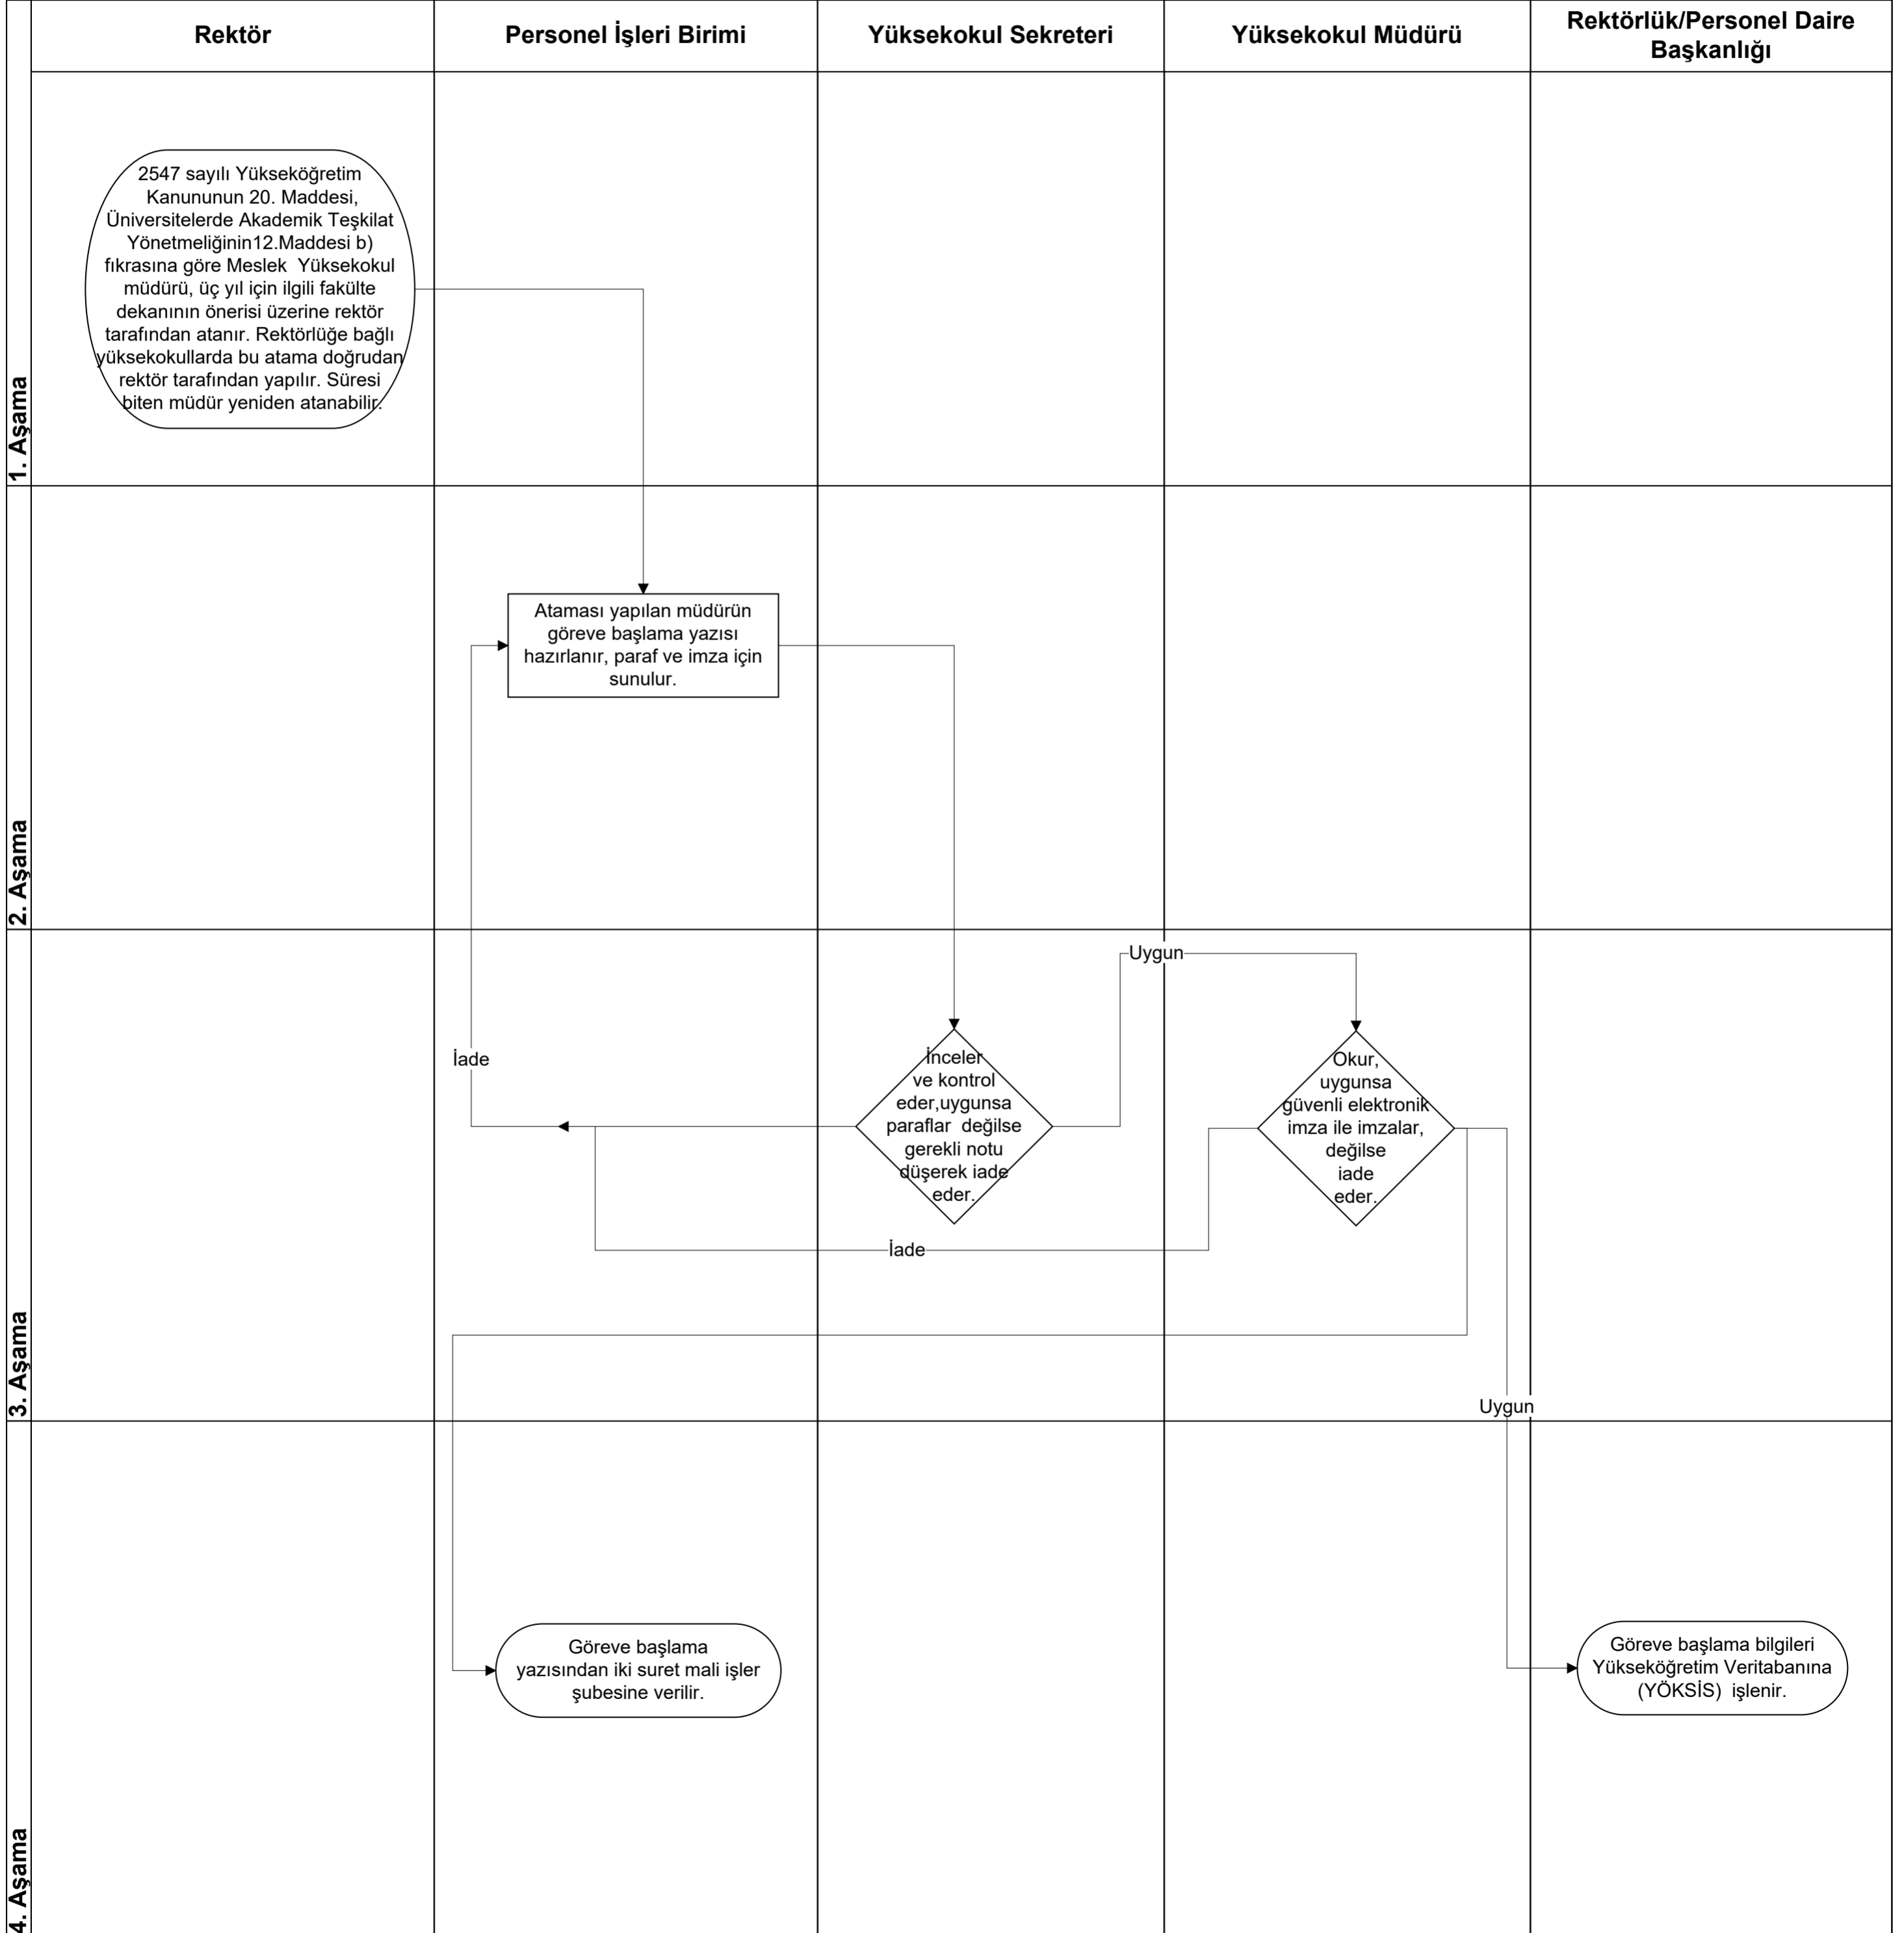 Rektör
Personel İşleri Birimi
Yüksekokul Sekreteri
Yüksekokul Müdürü
Rektörlük/Personel Daire
Başkanlığı
1. Aşama
2547 sayılı Yükseköğretim
Kanununun 20. Maddesi,
Üniversitelerde Akademik Teşkilat
Yönetmeliğinin12.Maddesi b)
fıkrasına göre Meslek  Yüksekokul
müdürü, üç yıl için ilgili fakülte
dekanının önerisi üzerine rektör
tarafından atanır. Rektörlüğe bağlı
yüksekokullarda bu atama doğrudan
rektör tarafından yapılır. Süresi
biten müdür yeniden atanabilir.
2. Aşama
Ataması yapılan müdürün
göreve başlama yazısı
hazırlanır, paraf ve imza için
sunulur.
3. Aşama
Uygun
İade
İnceler
ve kontrol
eder,uygunsa
paraflar  değilse
gerekli notu
düşerek iade
eder.
Okur,
uygunsa
güvenli elektronik
imza ile imzalar,
değilse
iade
eder.
İade
Uygun
4. Aşama
Göreve başlama
yazısından iki suret mali işler
şubesine verilir.
Göreve başlama bilgileri
Yükseköğretim Veritabanına
(YÖKSİS)  işlenir.